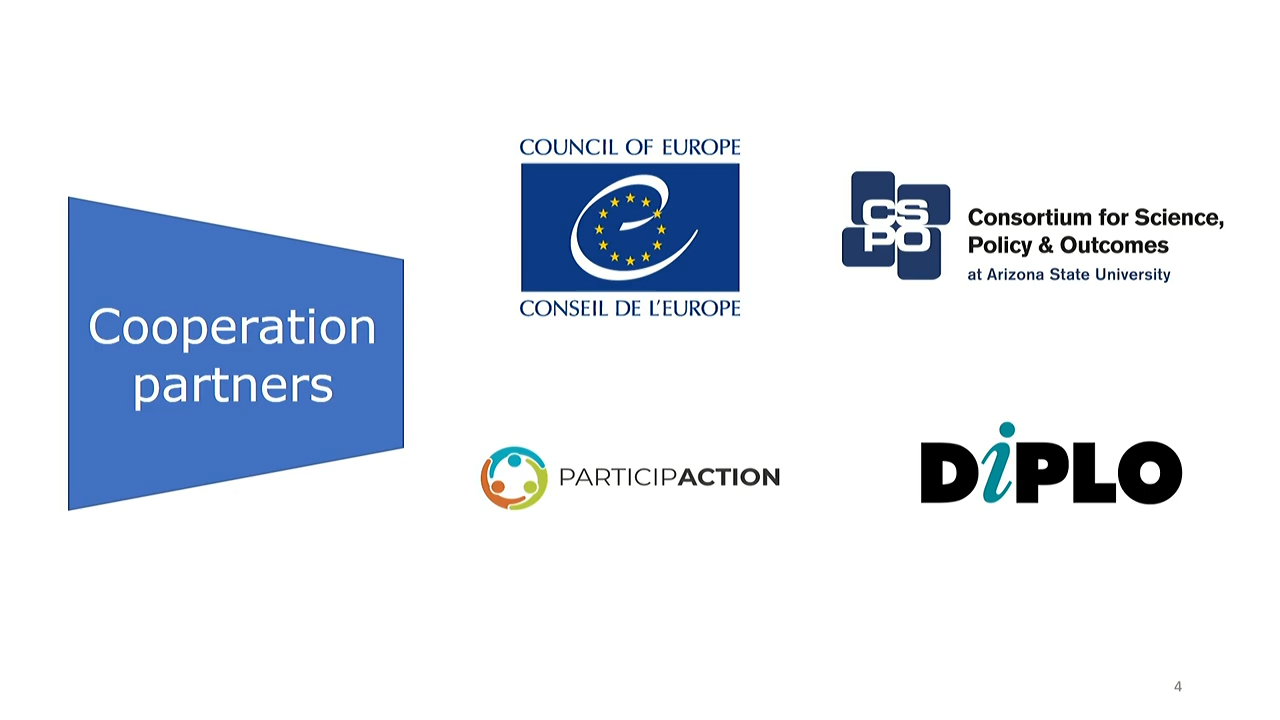 Cooperation
partners
COUNCIL OF EUROPE
CONSEIL DE L'EUROPE
CS
PO
Consortium for Science,
Policy & Outcomes
at Arizona State University
PARTICIPACTION
DiPLO
4